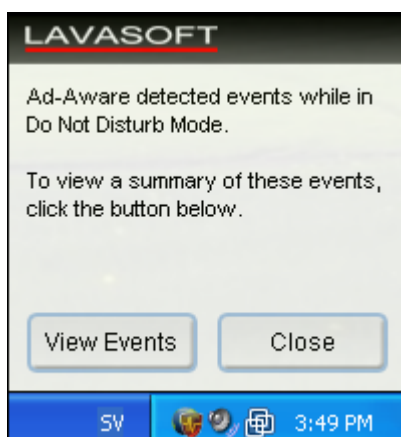 LAVASOFT
Ad-Aware detected events while in
Do Not Disturb Mode.
To view a summary of these events,
click the button below.
View Events Close
SV 3:49 PM